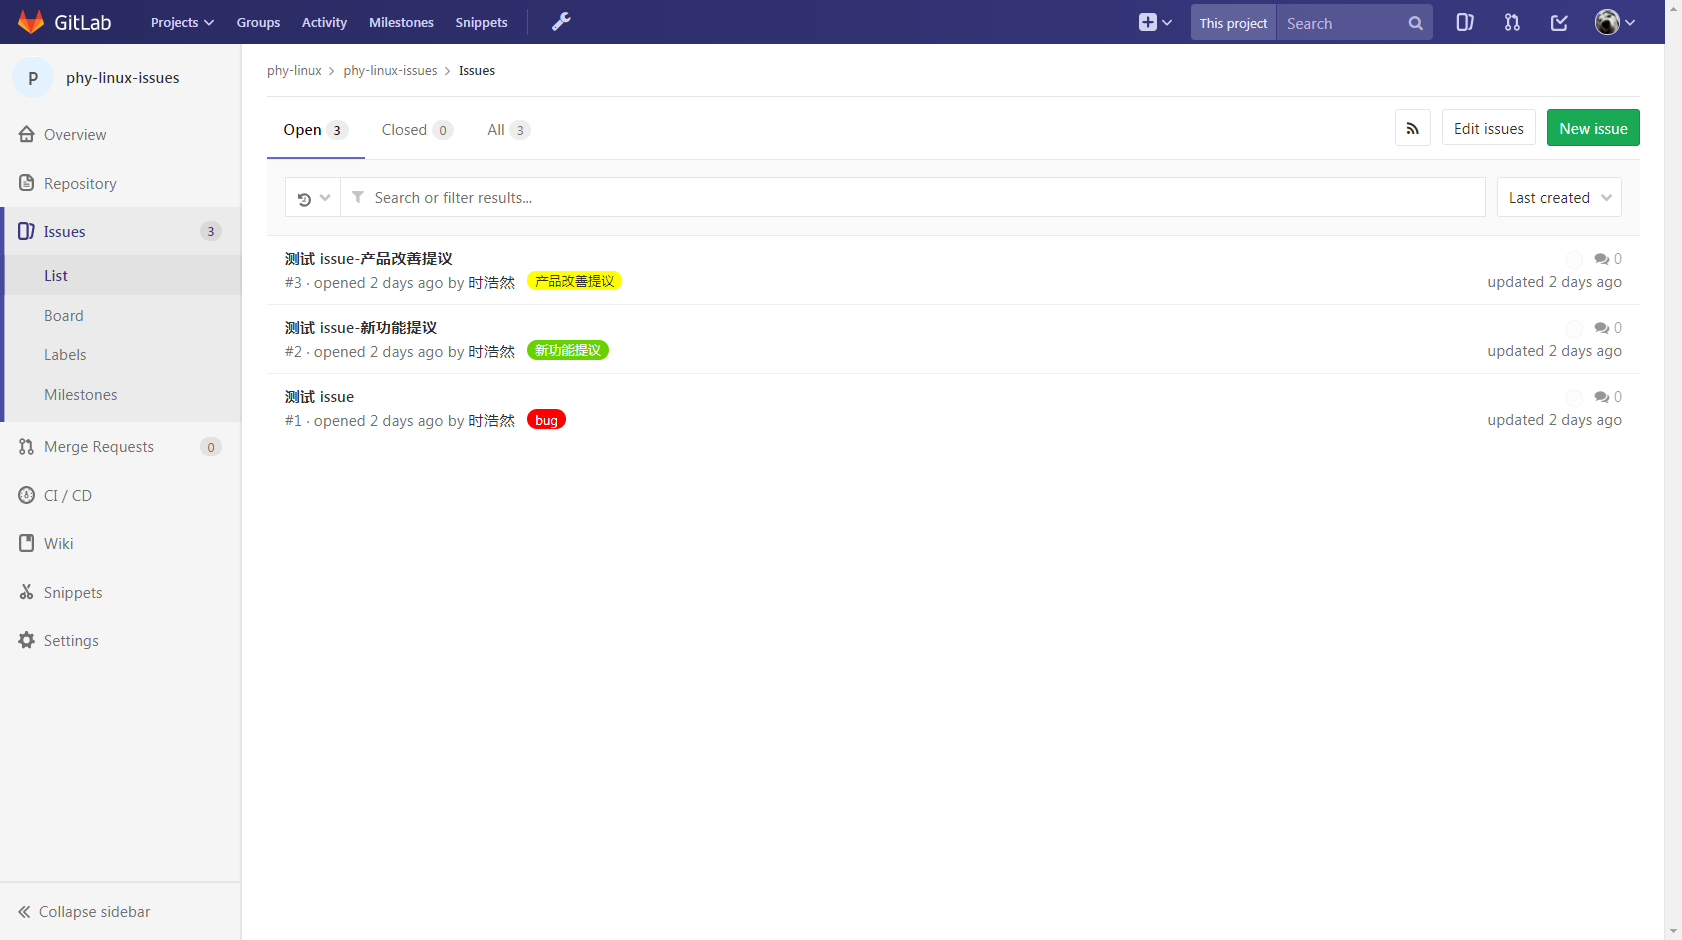 GitLab Projects Groups Activity Milestones Snippets This project Search
P phy-linux-issues
Overview
Repository
Issues 3
List
Board
Labels
Milestones
Merge Requests 0
CI / CD
Wiki
Snippets
Settings
Collapse sidebar
phy-linux > phy-linux-issues > Issues
Open 3 Closed 0 All 3 Edit issues New issue
Search or filter results... Last created
测试 issue-产品改善提议 0
#3 · opened 2 days ago by 时浩然 产品改善提议 updated 2 days ago
测试 issue-新功能提议 0
#2 · opened 2 days ago by 时浩然 新功能提议 updated 2 days ago
测试 issue 0
#1 · opened 2 days ago by 时浩然 bug updated 2 days ago